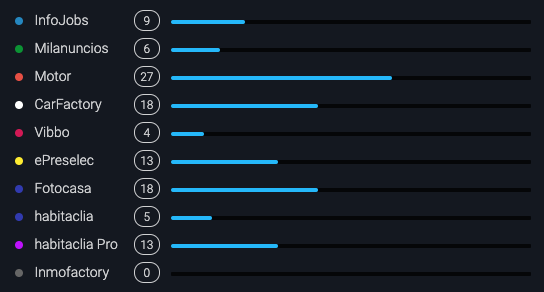 InfoJobs 9
Milanuncios 6
Motor 27
CarFactory 18
Vibbo 4
ePreselec 13
Fotocasa 18
habitaclia 5
habitaclia Pro 13
Inmofactory 0